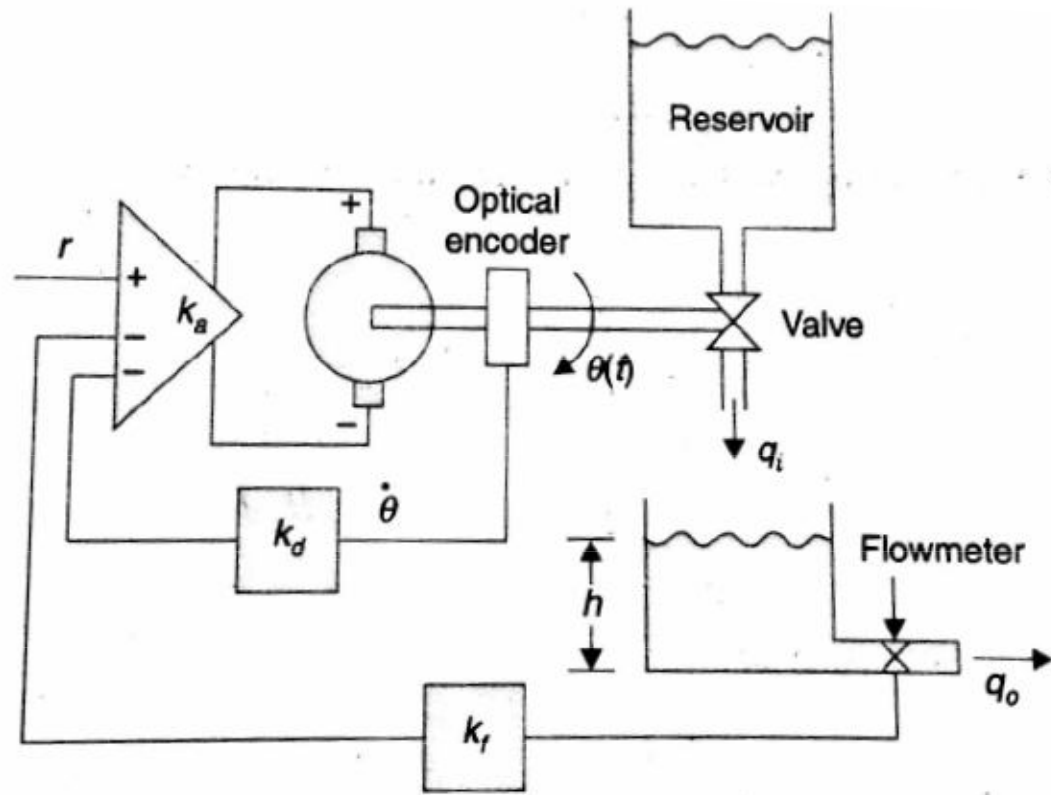 Reservoir
Optical
encoder
+
r
+
k_a
−
−
θ(t)
Valve
−
q_i
θ̇
k_d
Flowmeter
h
q_o
k_f